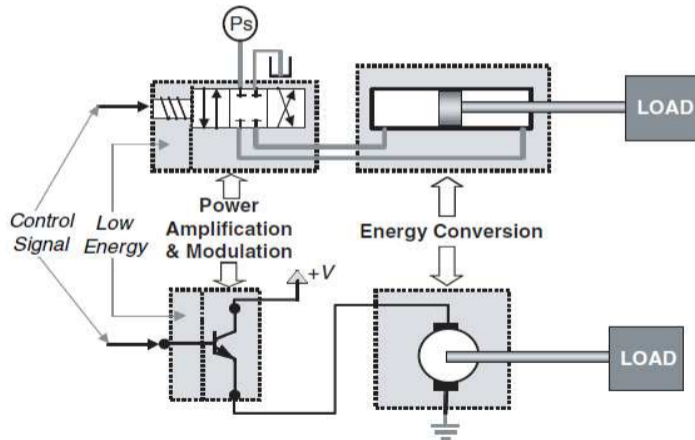 Ps
LOAD
Control
Signal
Low
Energy
Power
Amplification
& Modulation
Energy Conversion
+V
LOAD